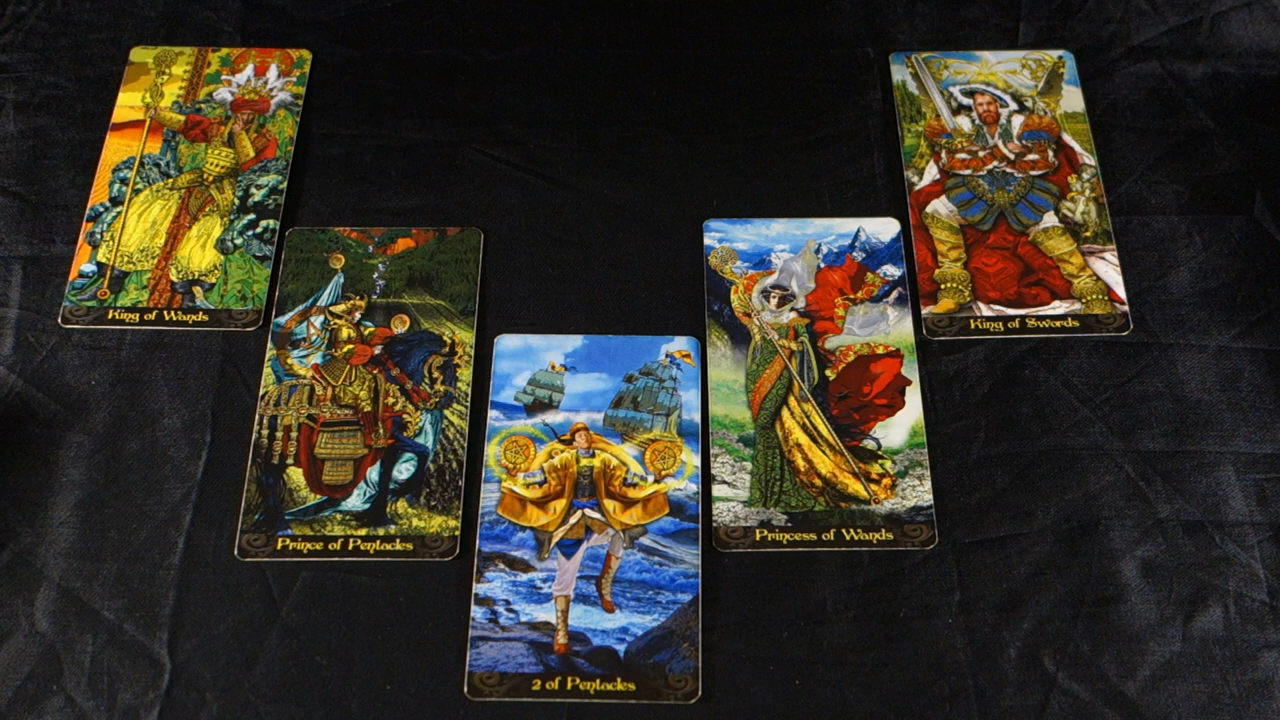 King of Wands
Prince of Pentacles
2 of Pentacles
Princess of Wands
King of Swords